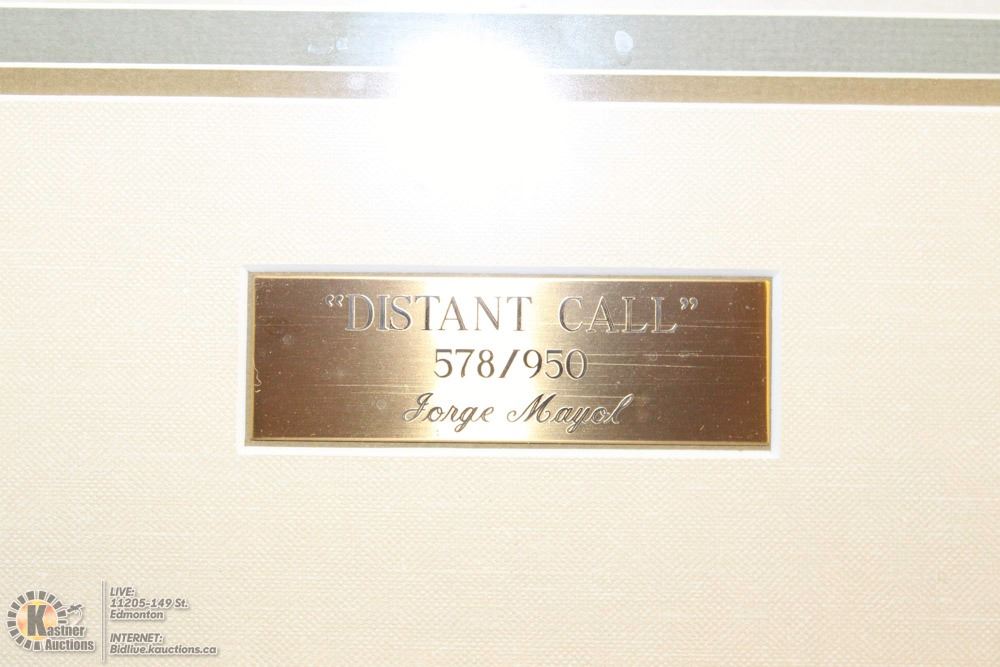 "DISTANT CALL"
578/950
Jorge Mayol
K
Kastner
Auctions
LIVE:
11205-149 St.
Edmonton
INTERNET:
Bidlive.kauctions.ca